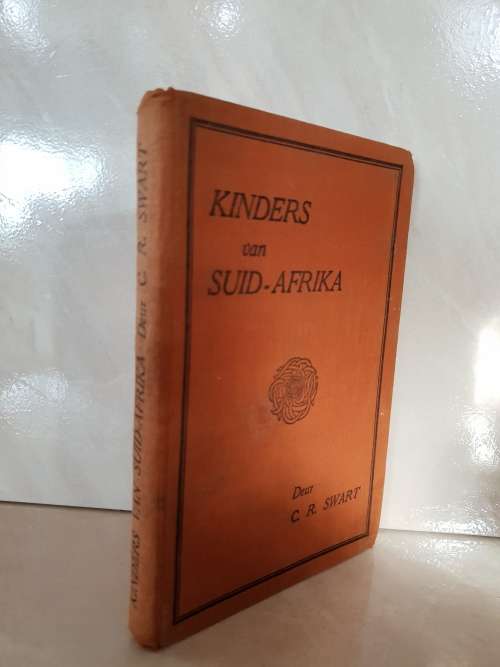 KINDERS
van
SUID-AFRIKA
Deur
C. R. SWART
KINDERS VAN SUID-AFRIKA Deur C. R. SWART